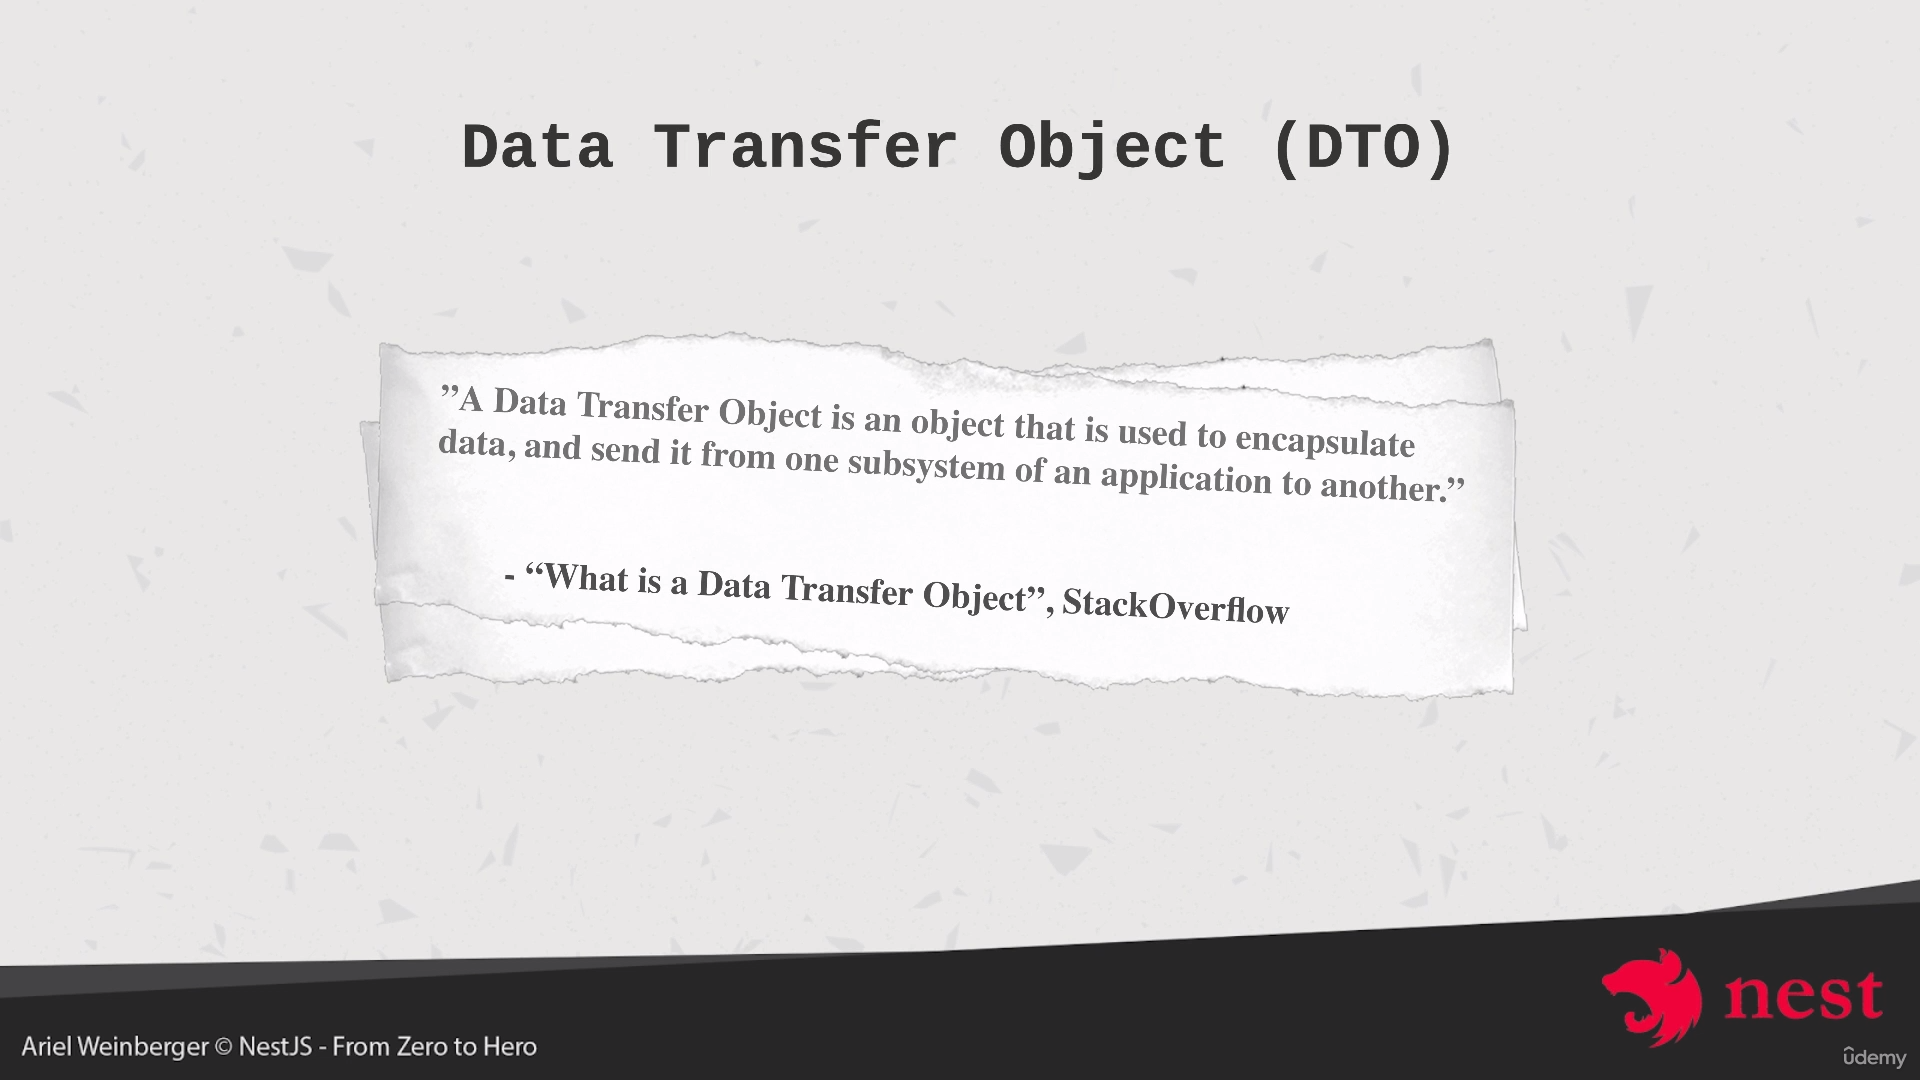 Data Transfer Object (DTO)
”A Data Transfer Object is an object that is used to encapsulate
data, and send it from one subsystem of an application to another.”
- “What is a Data Transfer Object”, StackOverflow
nest
Ariel Weinberger © NestJS - From Zero to Hero
ûdemy